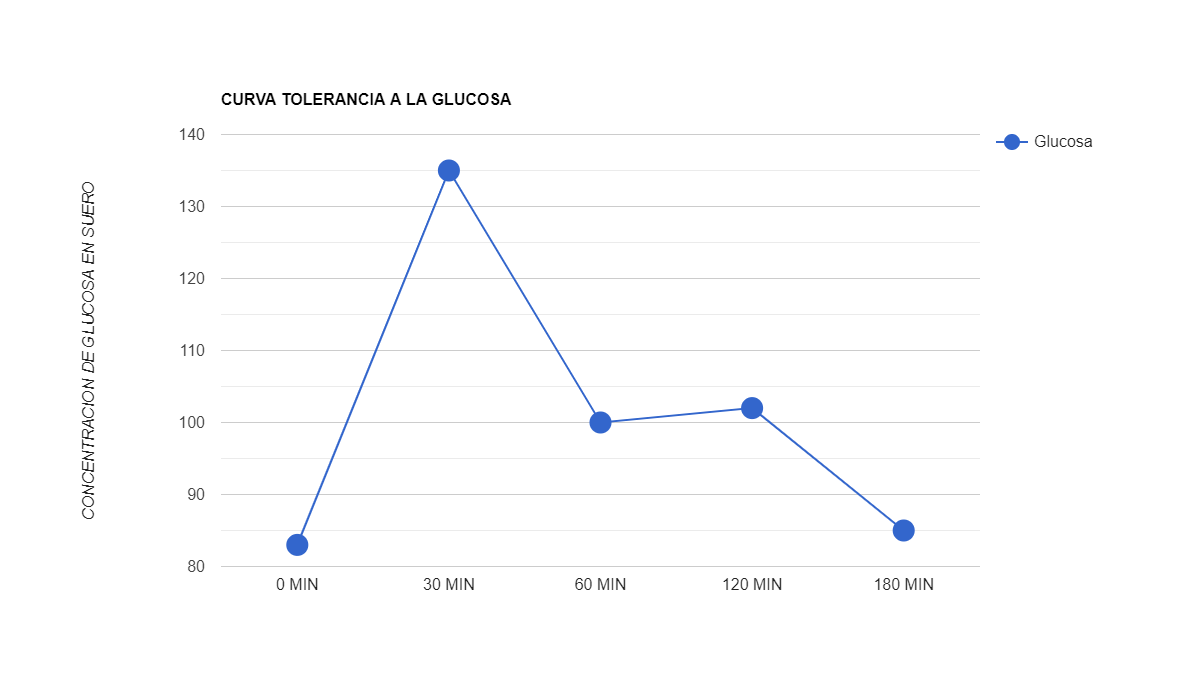 CURVA TOLERANCIA A LA GLUCOSA
CONCENTRACION DE GLUCOSA EN SUERO
140
130
120
110
100
90
80
0 MIN
30 MIN
60 MIN
120 MIN
180 MIN
Glucosa